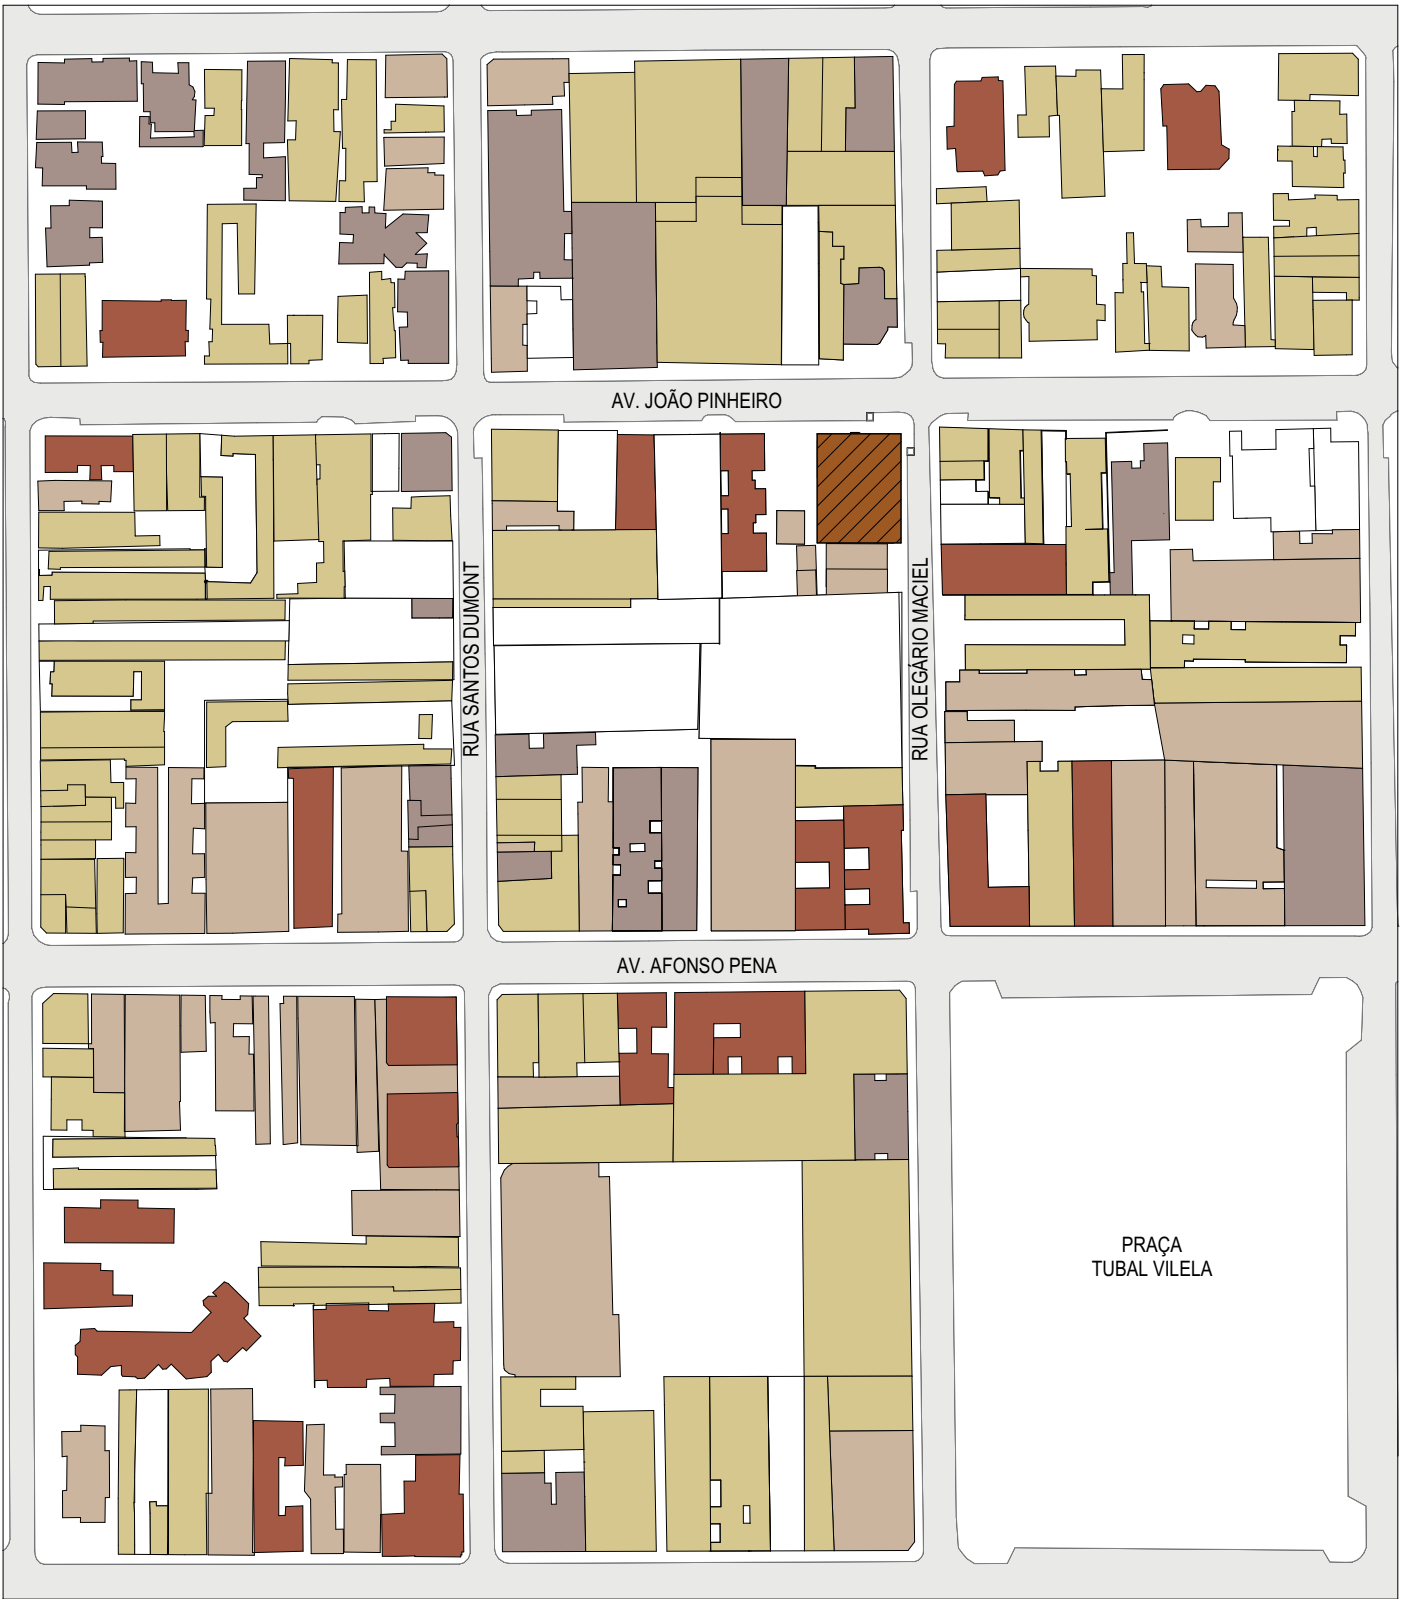 AV. JOÃO PINHEIRO
RUA SANTOS DUMONT
RUA OLEGÁRIO MACIEL
AV. AFONSO PENA
PRAÇA
TUBAL VILELA